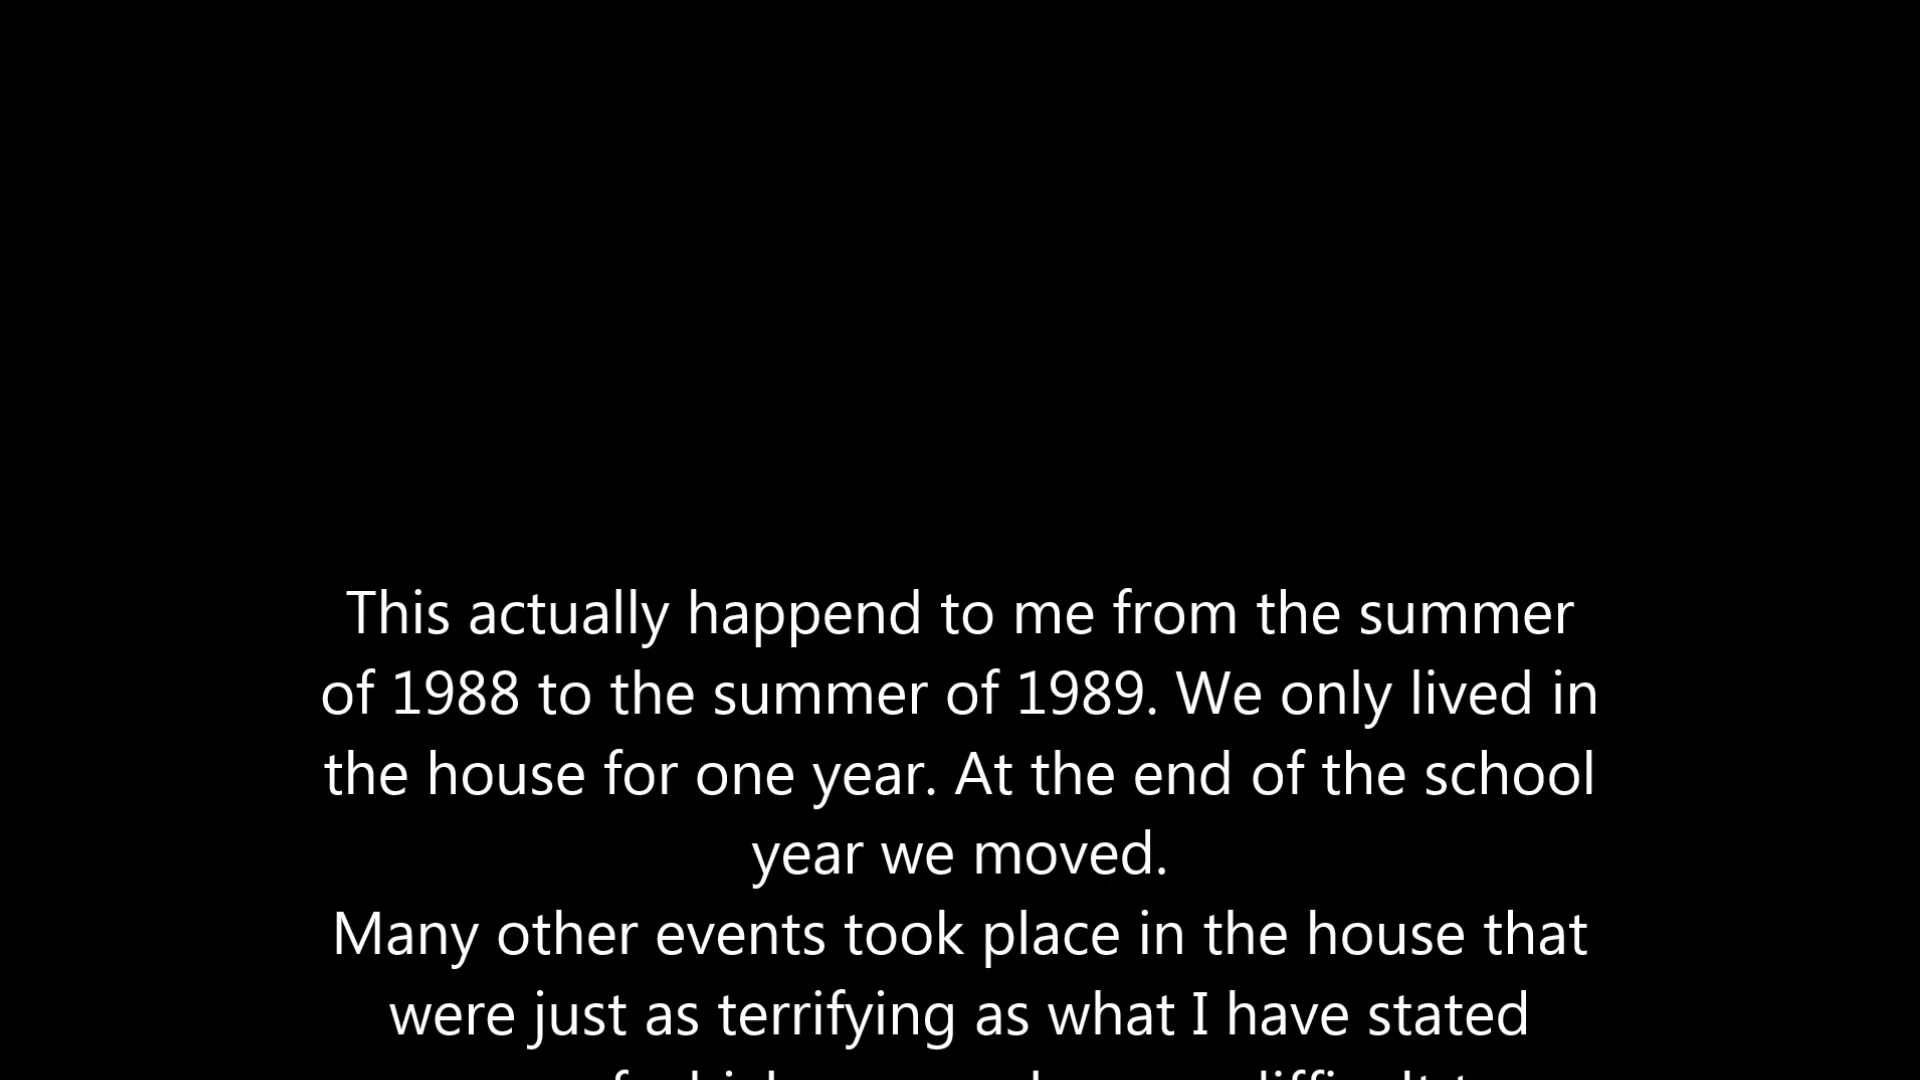 This actually happend to me from the summer
of 1988 to the summer of 1989. We only lived in
the house for one year. At the end of the school
year we moved.
Many other events took place in the house that
were just as terrifying as what I have stated